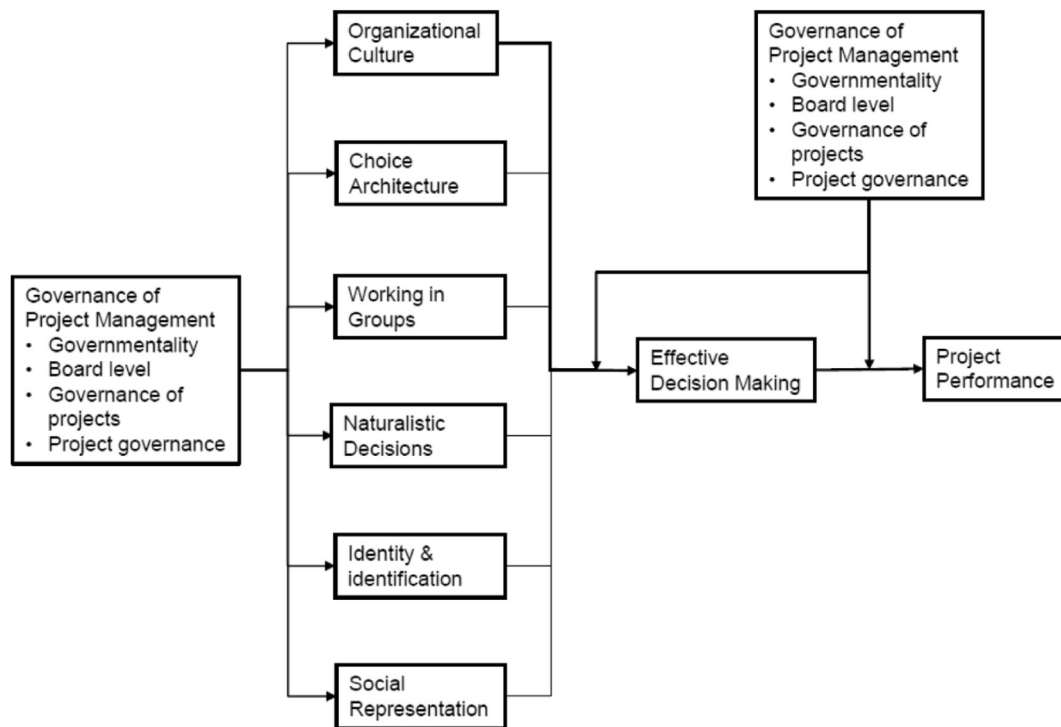 Organizational
Culture
Governance of
Project Management
• Governmentality
• Board level
• Governance of
projects
• Project governance
Choice
Architecture
Governance of
Project Management
• Governmentality
• Board level
• Governance of
projects
• Project governance
Working in
Groups
Effective
Decision Making
Project
Performance
Naturalistic
Decisions
Identity &
identification
Social
Representation